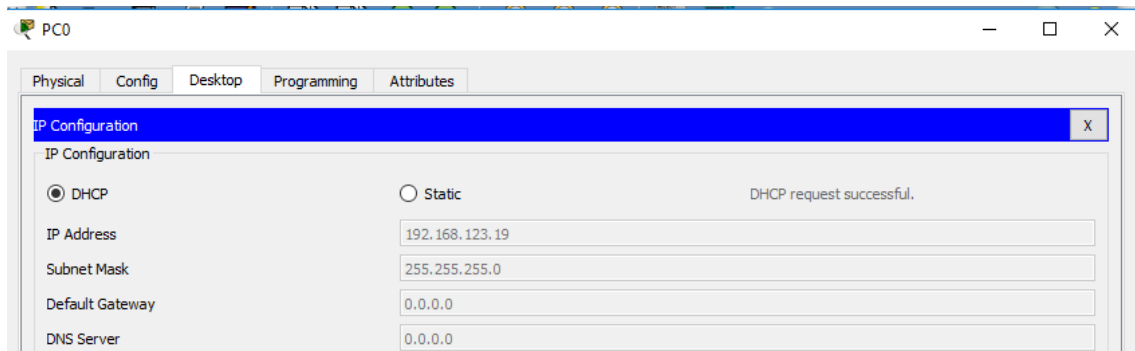 PC0
Physical Config Desktop Programming Attributes
IP Configuration X
IP Configuration
DHCP Static DHCP request successful.
IP Address 192.168.123.19
Subnet Mask 255.255.255.0
Default Gateway 0.0.0.0
DNS Server 0.0.0.0